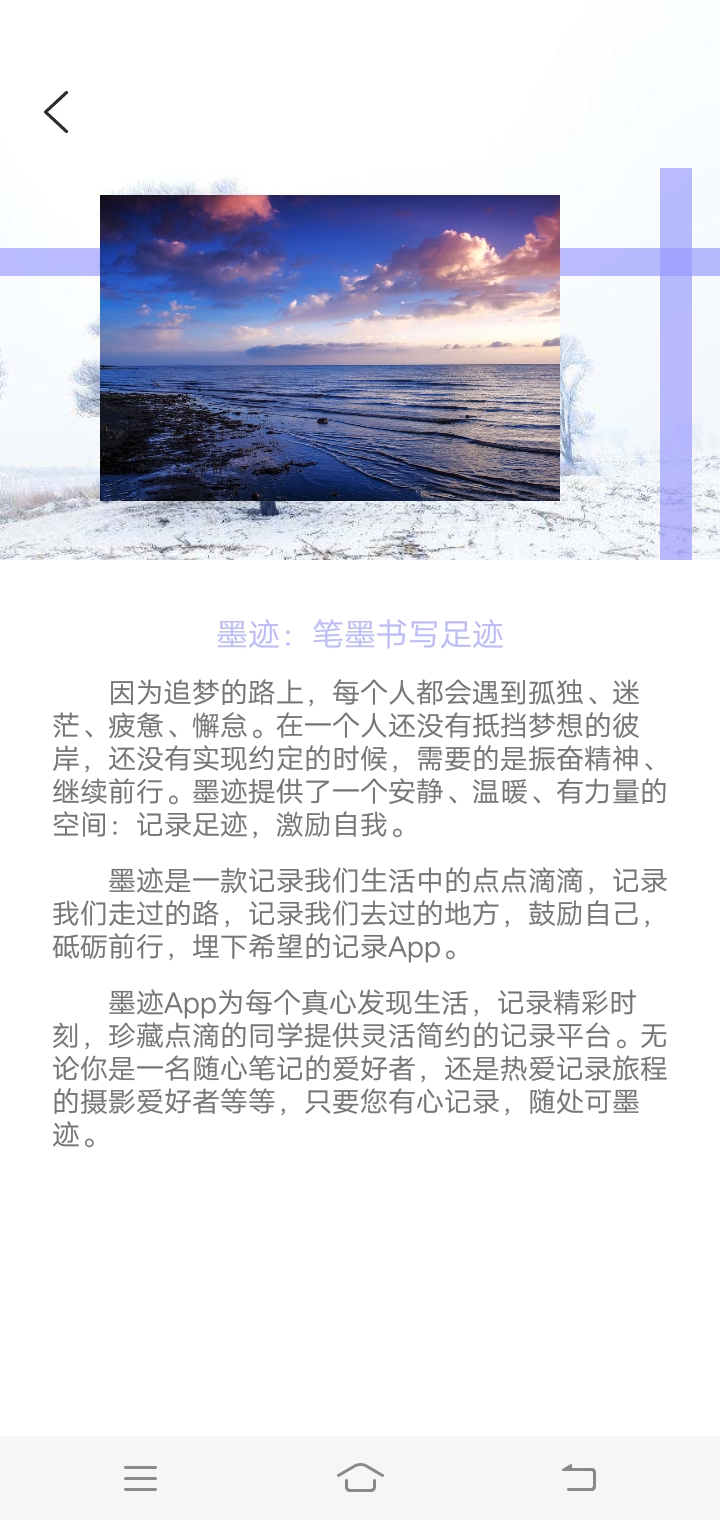 墨迹：笔墨书写足迹
因为追梦的路上，每个人都会遇到孤独、迷
茫、疲惫、懈怠。在一个人还没有抵挡梦想的彼
岸，还没有实现约定的时候，需要的是振奋精神、
继续前行。墨迹提供了一个安静、温暖、有力量的
空间：记录足迹，激励自我。
墨迹是一款记录我们生活中的点点滴滴，记录
我们走过的路，记录我们去过的地方，鼓励自己，
砥砺前行，埋下希望的记录App。
墨迹App为每个真心发现生活，记录精彩时
刻，珍藏点滴的同学提供灵活简约的记录平台。无
论你是一名随心笔记的爱好者，还是热爱记录旅程
的摄影爱好者等等，只要您有心记录，随处可墨
迹。